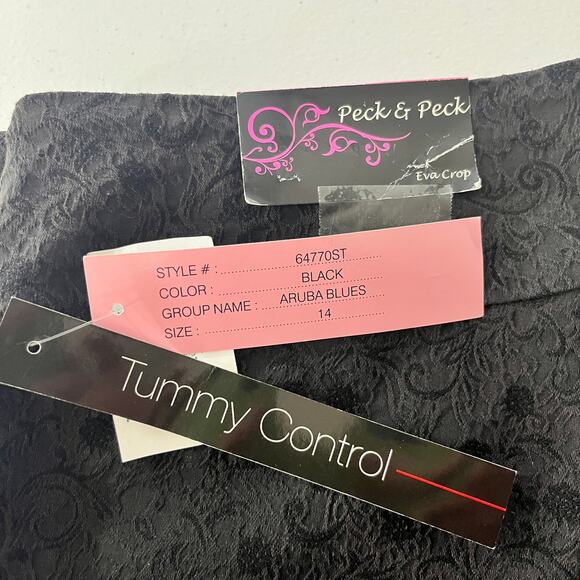 Peck & Peck
Eva Crop
STYLE # : 64770ST
COLOR : BLACK
GROUP NAME : ARUBA BLUES
SIZE : 14
Tummy Control